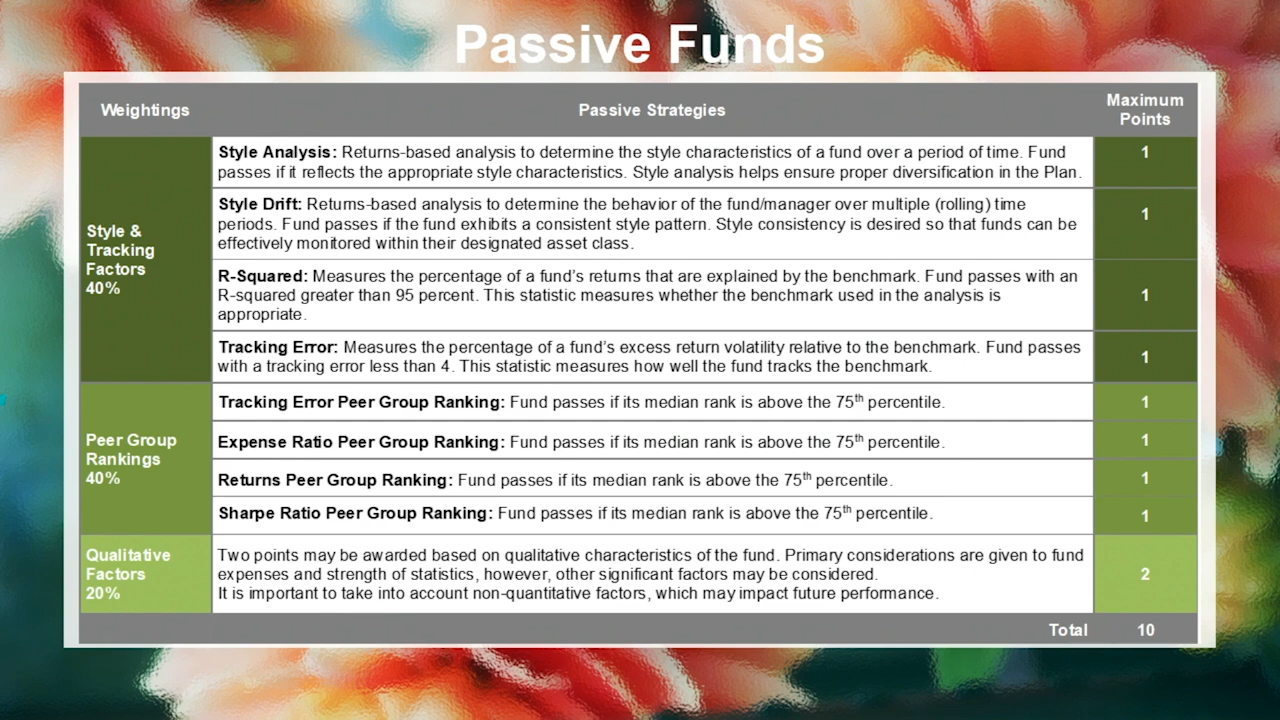 Passive Funds
Weightings
Passive Strategies
Maximum
Points
Style &
Tracking
Factors
40%
Style Analysis: Returns-based analysis to determine the style characteristics of a fund over a period of time. Fund
passes if it reflects the appropriate style characteristics. Style analysis helps ensure proper diversification in the Plan.
1
Style Drift: Returns-based analysis to determine the behavior of the fund/manager over multiple (rolling) time
periods. Fund passes if the fund exhibits a consistent style pattern. Style consistency is desired so that funds can be
effectively monitored within their designated asset class.
1
R-Squared: Measures the percentage of a fund's returns that are explained by the benchmark. Fund passes with an
R-squared greater than 95 percent. This statistic measures whether the benchmark used in the analysis is
appropriate.
1
Tracking Error: Measures the percentage of a fund's excess return volatility relative to the benchmark. Fund passes
with a tracking error less than 4. This statistic measures how well the fund tracks the benchmark.
1
Peer Group
Rankings
40%
Tracking Error Peer Group Ranking: Fund passes if its median rank is above the 75th percentile.
1
Expense Ratio Peer Group Ranking: Fund passes if its median rank is above the 75th percentile.
1
Returns Peer Group Ranking: Fund passes if its median rank is above the 75th percentile.
1
Sharpe Ratio Peer Group Ranking: Fund passes if its median rank is above the 75th percentile.
1
Qualitative
Factors
20%
Two points may be awarded based on qualitative characteristics of the fund. Primary considerations are given to fund
expenses and strength of statistics, however, other significant factors may be considered.
It is important to take into account non-quantitative factors, which may impact future performance.
2
Total
10